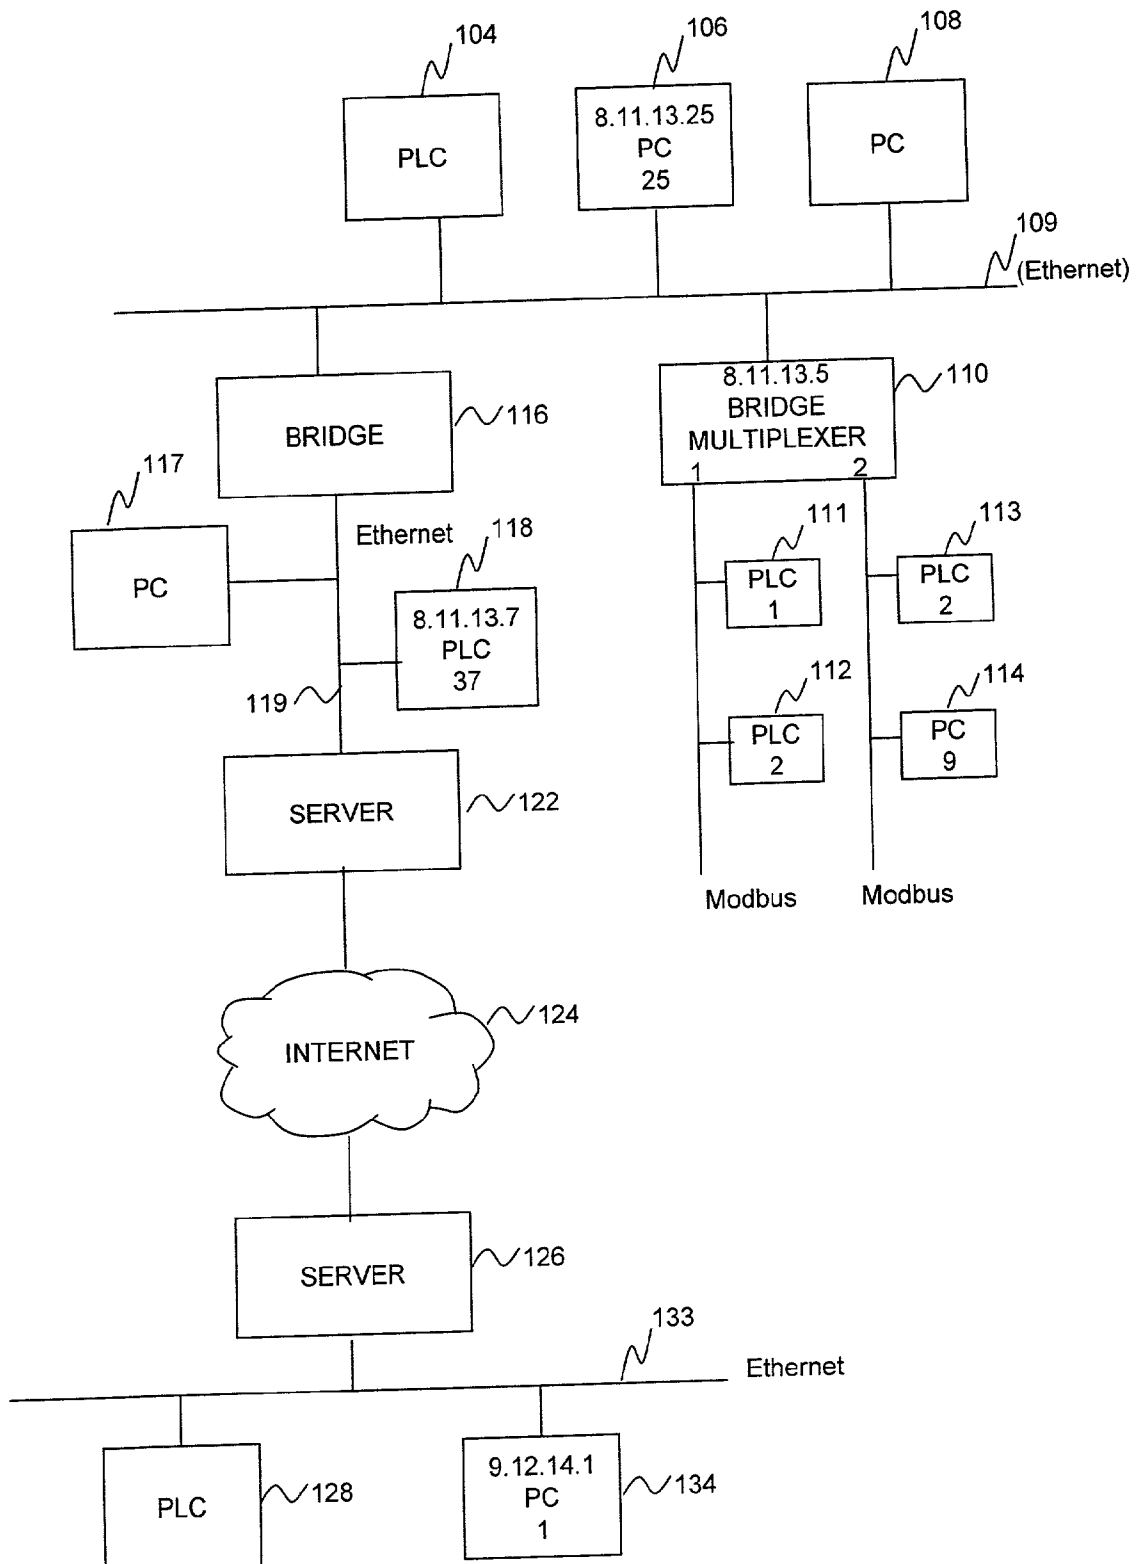 104
106
108
PLC
8.11.13.25
PC
25
PC
109
(Ethernet)
BRIDGE
116
8.11.13.5
BRIDGE
MULTIPLEXER
1
2
110
117
PC
Ethernet
118
8.11.13.7
PLC
37
119
111
PLC
1
113
PLC
2
112
PLC
2
114
PC
9
SERVER
122
Modbus
Modbus
INTERNET
124
SERVER
126
133
Ethernet
PLC
128
9.12.14.1
PC
1
134